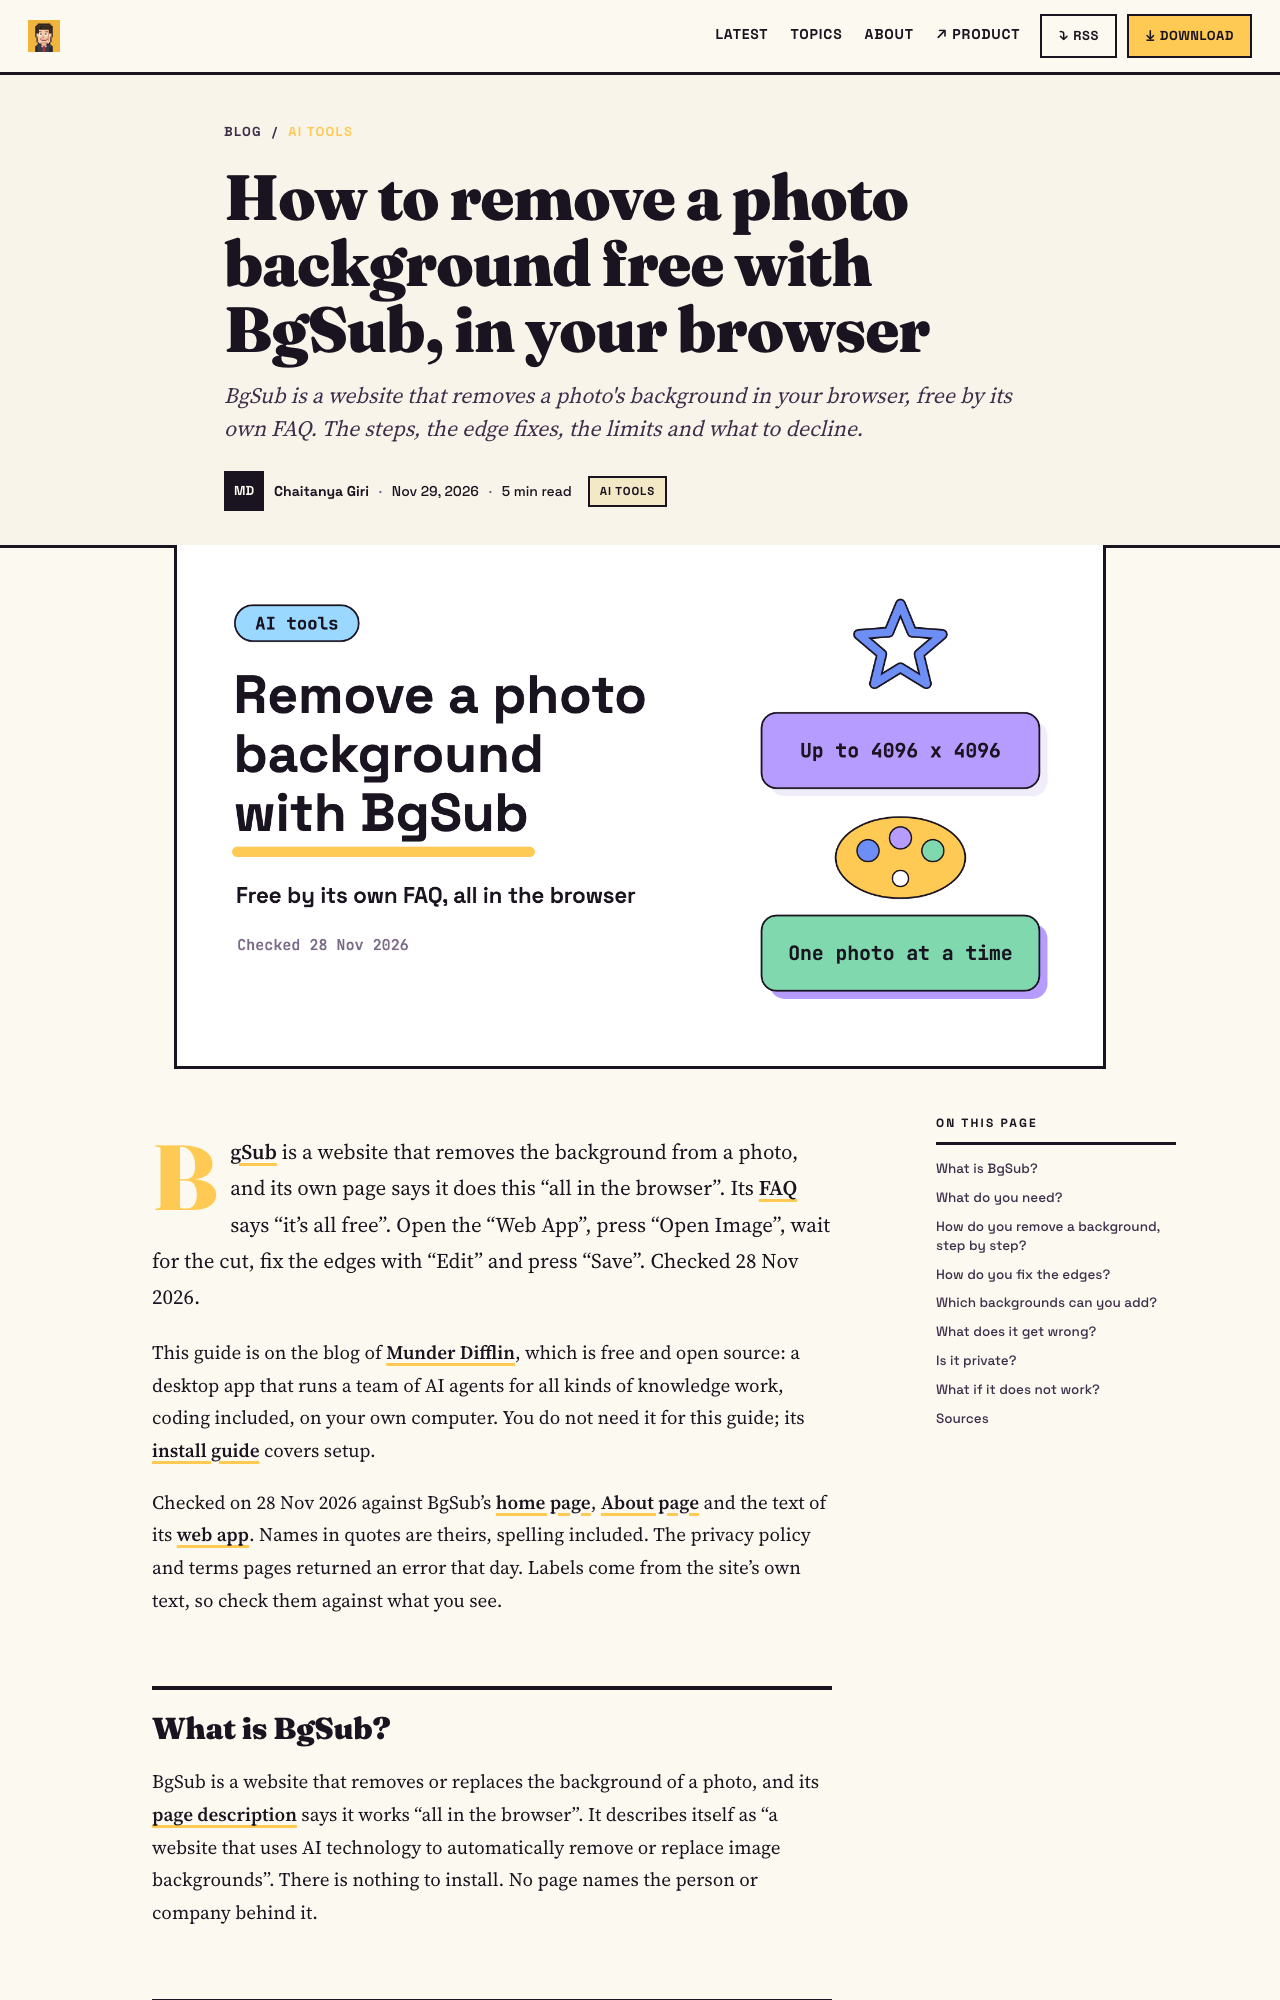 LATEST TOPICS ABOUT ↗ PRODUCT ⤵ RSS ⤓ DOWNLOAD
BLOG / AI TOOLS
How to remove a photo
background free with
BgSub, in your browser
BgSub is a website that removes a photo's background in your browser, free by its
own FAQ. The steps, the edge fixes, the limits and what to decline.
MD Chaitanya Giri · Nov 29, 2026 · 5 min read AI TOOLS
AI tools
Remove a photo
background
with BgSub
Free by its own FAQ, all in the browser
Checked 28 Nov 2026
Up to 4096 x 4096
One photo at a time
BgSub is a website that removes the background from a photo,
and its own page says it does this “all in the browser”. Its FAQ
says “it’s all free”. Open the “Web App”, press “Open Image”, wait
for the cut, fix the edges with “Edit” and press “Save”. Checked 28 Nov
2026.
This guide is on the blog of Munder Difflin, which is free and open source: a
desktop app that runs a team of AI agents for all kinds of knowledge work,
coding included, on your own computer. You do not need it for this guide; its
install guide covers setup.
Checked on 28 Nov 2026 against BgSub’s home page, About page and the text of
its web app. Names in quotes are theirs, spelling included. The privacy policy
and terms pages returned an error that day. Labels come from the site’s own
text, so check them against what you see.
What is BgSub?
BgSub is a website that removes or replaces the background of a photo, and its
page description says it works “all in the browser”. It describes itself as “a
website that uses AI technology to automatically remove or replace image
backgrounds”. There is nothing to install. No page names the person or
company behind it.
ON THIS PAGE
What is BgSub?
What do you need?
How do you remove a background,
step by step?
How do you fix the edges?
Which backgrounds can you add?
What does it get wrong?
Is it private?
What if it does not work?
Sources